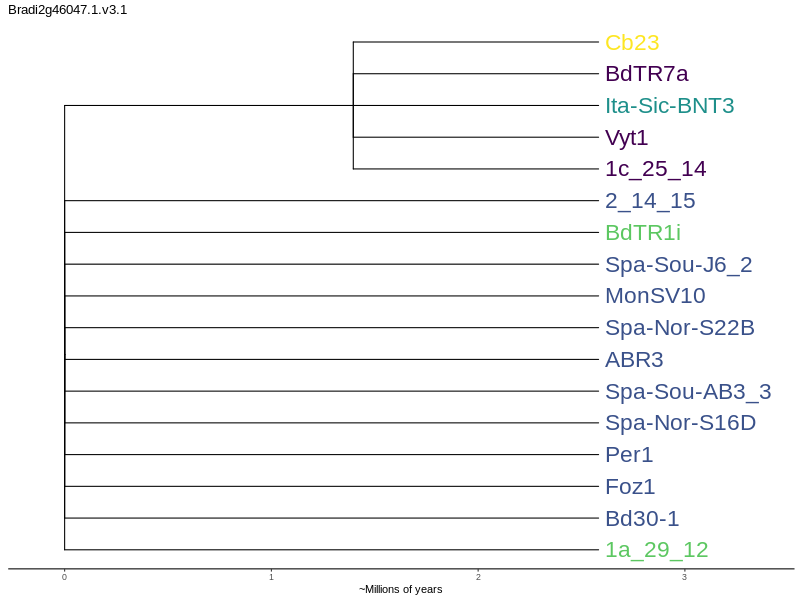 Bradi2g46047.1.v3.1
Cb23
BdTR7a
Ita-Sic-BNT3
Vyt1
1c_25_14
2_14_15
BdTR1i
Spa-Sou-J6_2
MonSV10
Spa-Nor-S22B
ABR3
Spa-Sou-AB3_3
Spa-Nor-S16D
Per1
Foz1
Bd30-1
1a_29_12
0 1 2 3
~Millions of years